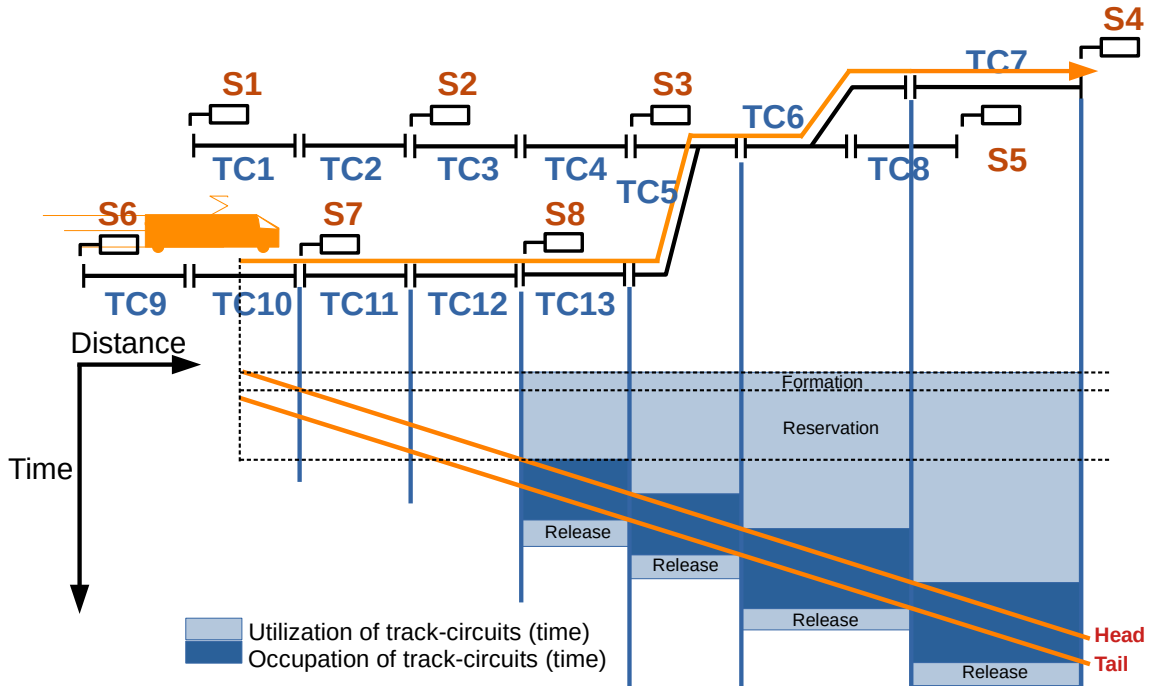 S4
TC7
S1
S2
S3
TC6
S5
TC1
TC2
TC3
TC4
TC5
TC8
S6
S7
S8
TC9
TC10
TC11
TC12
TC13
Distance
Formation
Reservation
Time
Release
Release
Release
Release
Head
Tail
Utilization of track-circuits (time)
Occupation of track-circuits (time)